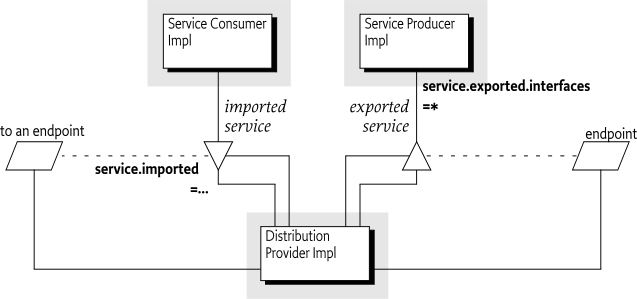 Service Consumer
Impl
Service Producer
Impl
service.exported.interfaces
=*
imported
service
exported
service
to an endpoint
endpoint
service.imported
=...
Distribution
Provider Impl